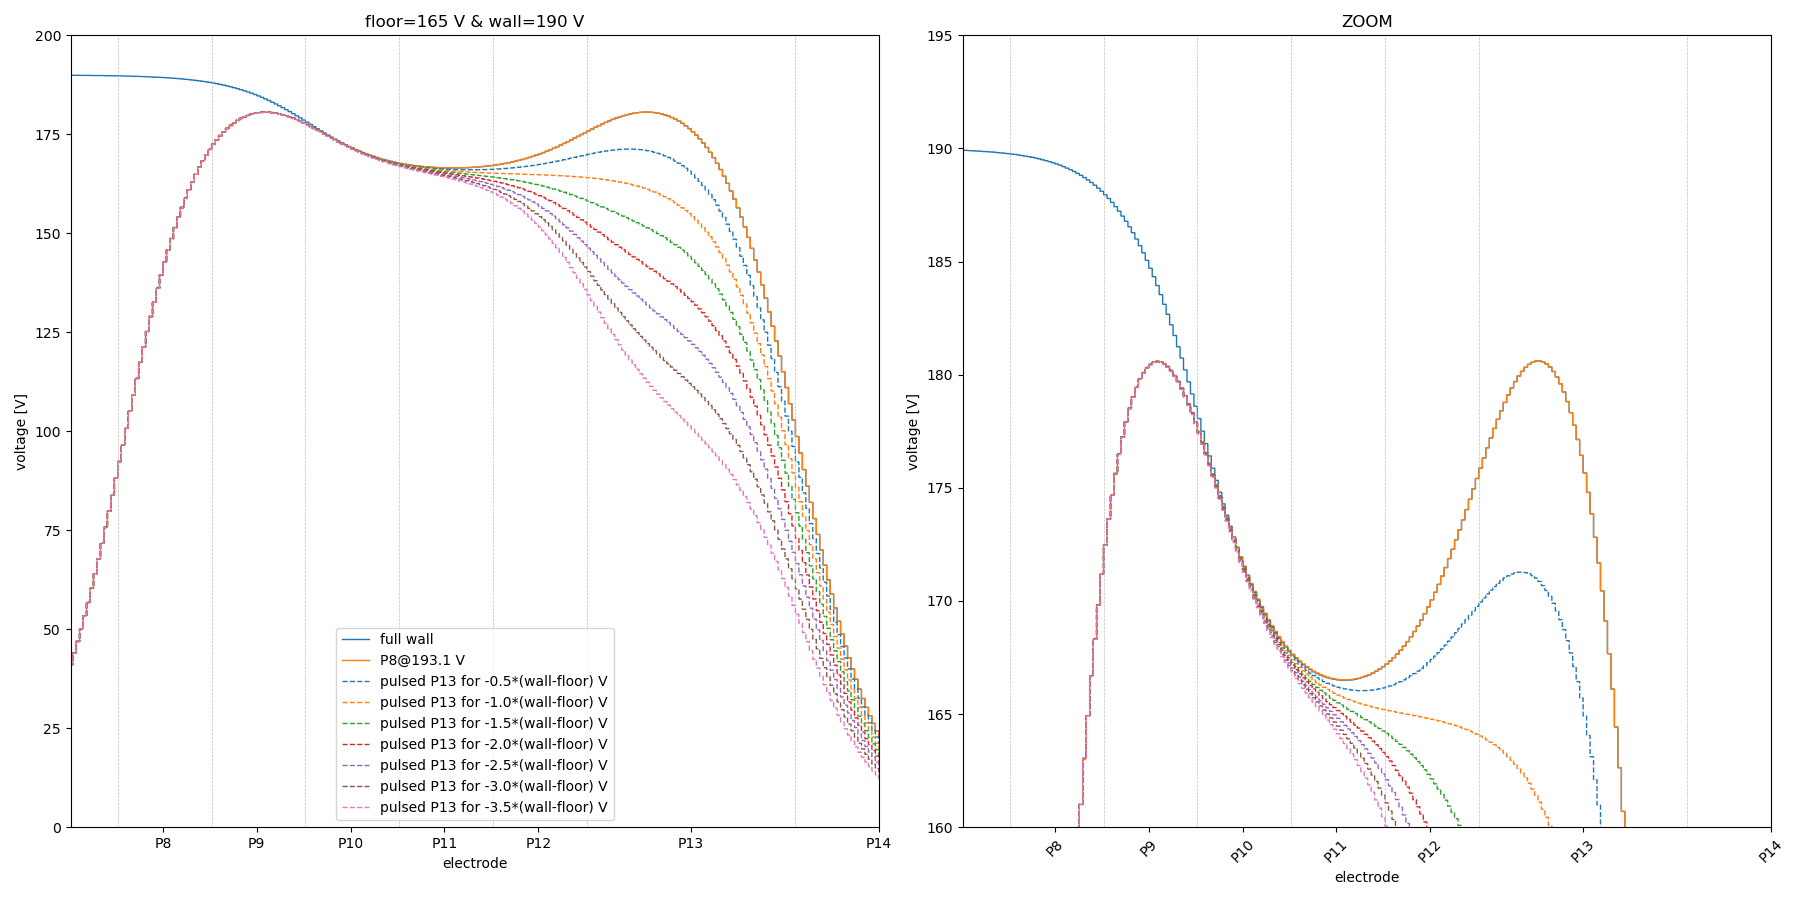 floor=165 V & wall=190 V
200
175
150
125
100
75
50
25
0
voltage [V]
full wall
P8@193.1 V
pulsed P13 for -0.5*(wall-floor) V
pulsed P13 for -1.0*(wall-floor) V
pulsed P13 for -1.5*(wall-floor) V
pulsed P13 for -2.0*(wall-floor) V
pulsed P13 for -2.5*(wall-floor) V
pulsed P13 for -3.0*(wall-floor) V
pulsed P13 for -3.5*(wall-floor) V
P8 P9 P10 P11 P12 P13 P14
electrode
ZOOM
195
190
185
180
175
170
165
160
voltage [V]
P8 P9 P10 P11 P12 P13 P14
electrode